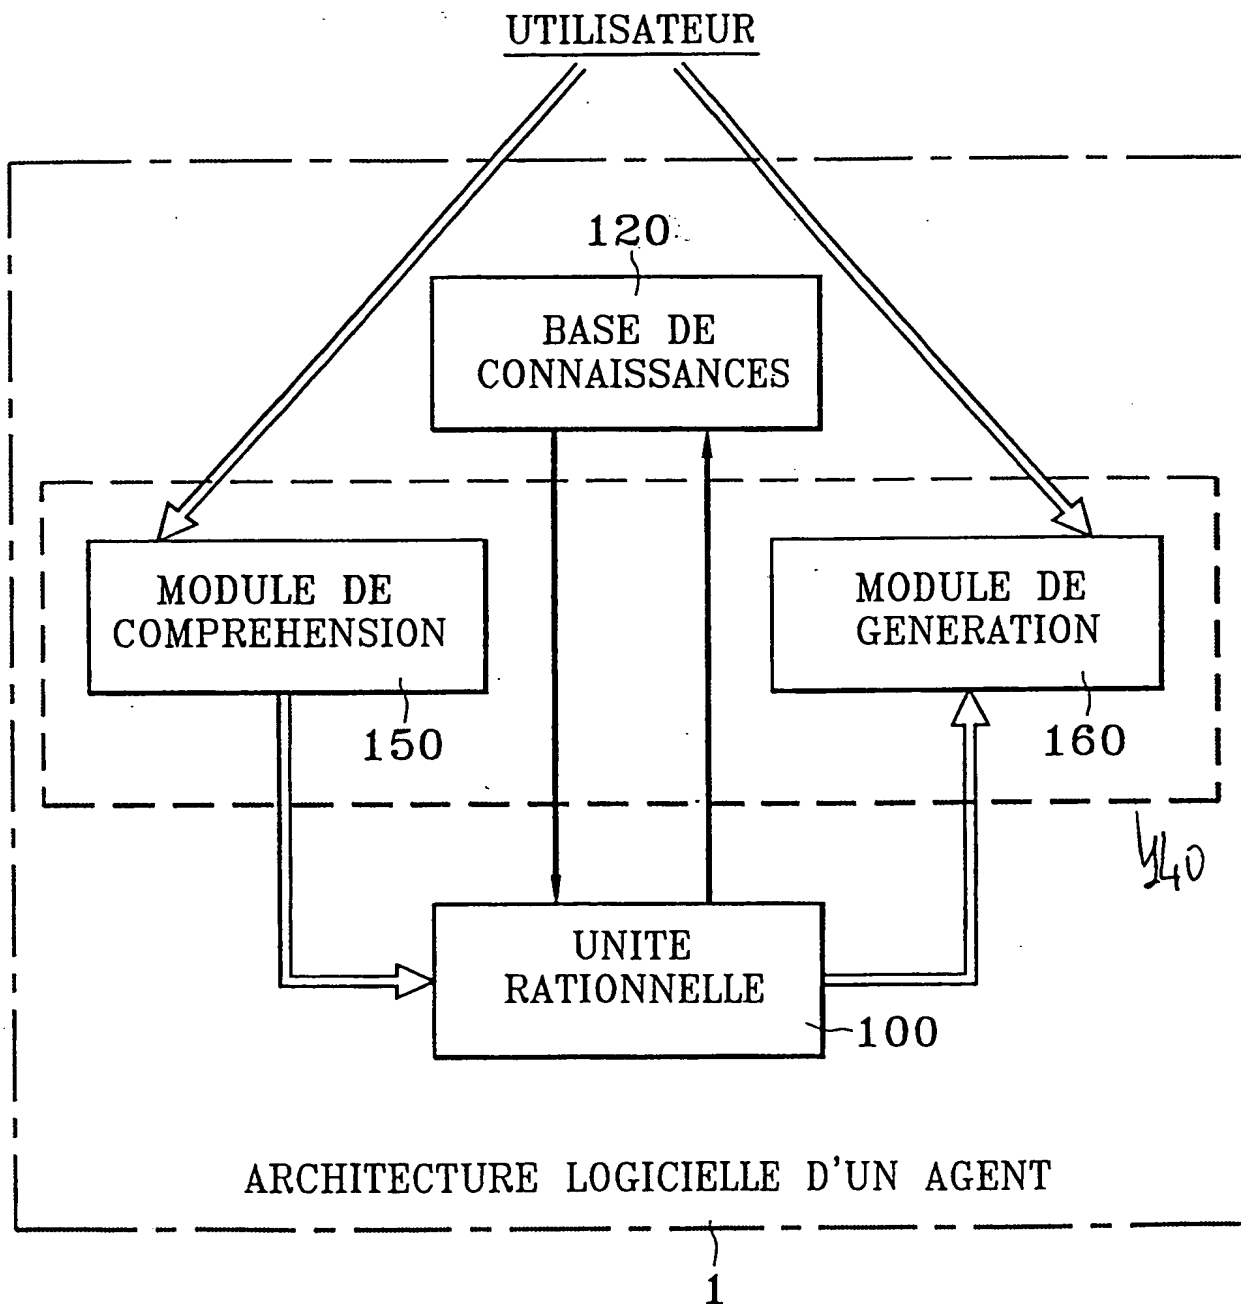 UTILISATEUR
120
BASE DE
CONNAISSANCES
MODULE DE
COMPREHENSION
150
MODULE DE
GENERATION
160
140
UNITE
RATIONNELLE
100
ARCHITECTURE LOGICIELLE D'UN AGENT
1